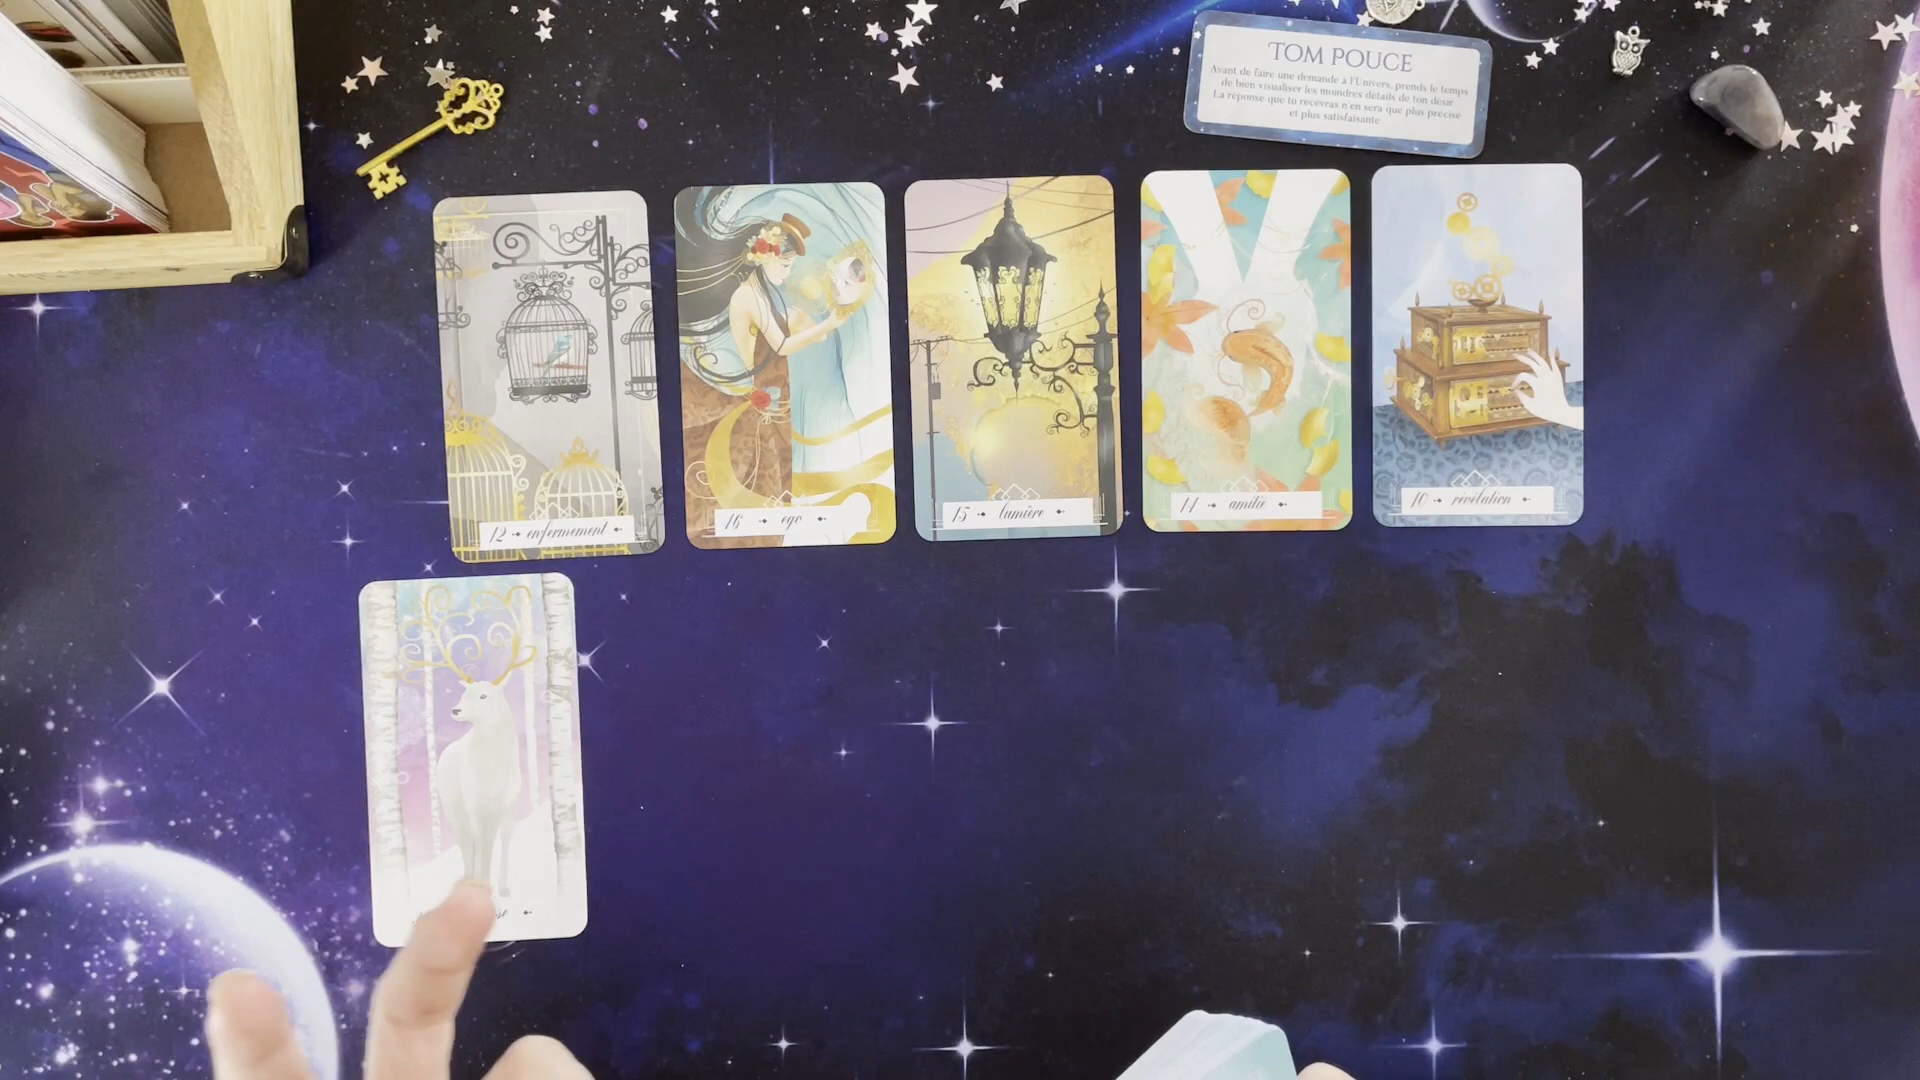 TOM POUCE
Avant de faire une demande à l'Univers, prends le temps
de bien visualiser les moindres détails de ton désir
La réponse que tu recevras n'en sera que plus précise
et plus satisfaisante
12 enfermement
16 ego
15 lumière
11 amitié
10 révélation